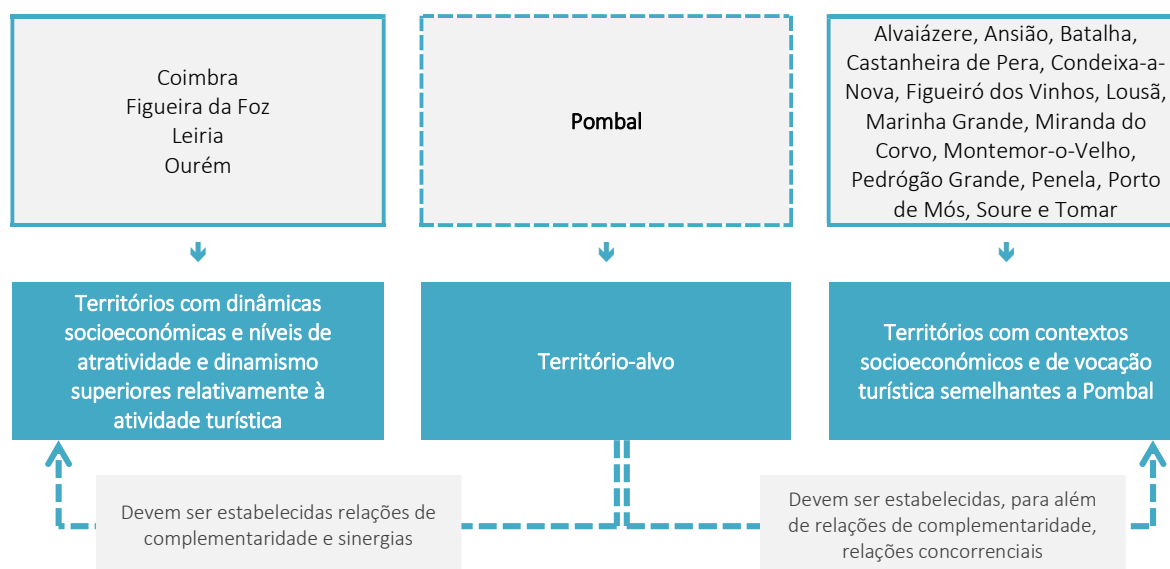 Coimbra
Figueira da Foz
Leiria
Ourém
Pombal
Alvaiázere, Ansião, Batalha,
Castanheira de Pera, Condeixa-a-
Nova, Figueiró dos Vinhos, Lousã,
Marinha Grande, Miranda do
Corvo, Montemor-o-Velho,
Pedrógão Grande, Penela, Porto
de Mós, Soure e Tomar
Territórios com dinâmicas
socioeconómicas e níveis de
atratividade e dinamismo
superiores relativamente à
atividade turística
Território-alvo
Territórios com contextos
socioeconómicos e de vocação
turística semelhantes a Pombal
Devem ser estabelecidas relações de
complementaridade e sinergias
Devem ser estabelecidas, para além
de relações de complementaridade,
relações concorrenciais